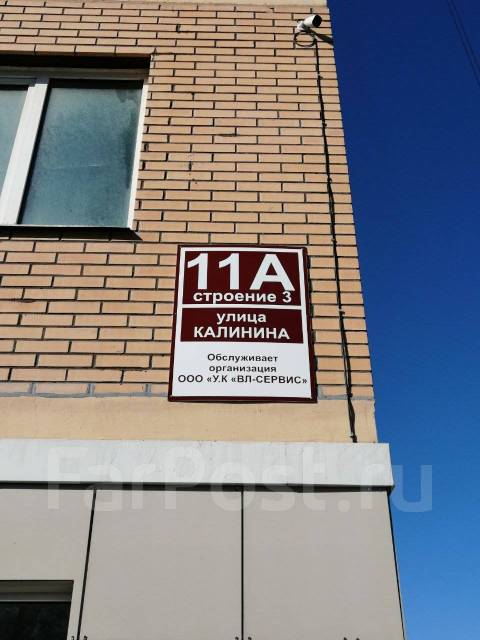 11А
строение 3
улица
КАЛИНИНА
Обслуживает
организация
ООО «У.К «ВЛ-СЕРВИС»
FarPost.ru